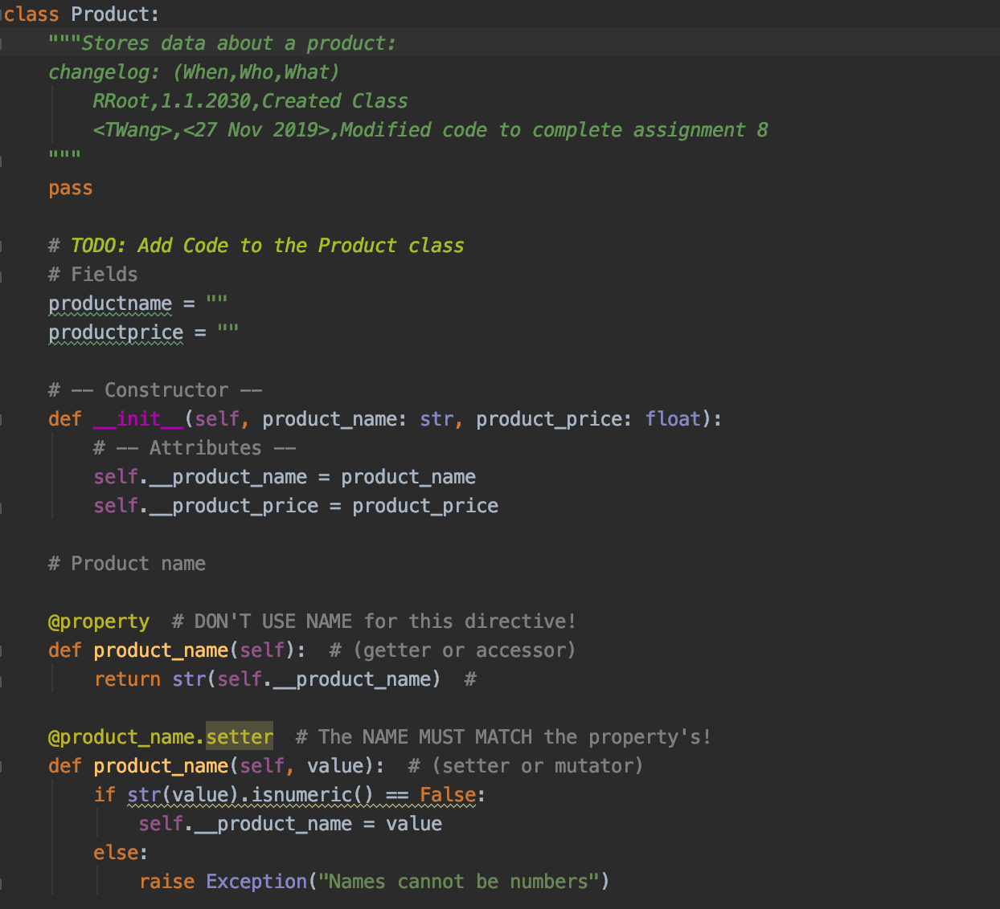 class Product:
"""Stores data about a product:
changelog: (When,Who,What)
RRoot,1.1.2030,Created Class
<TWang>,<27 Nov 2019>,Modified code to complete assignment 8
"""
pass
# TODO: Add Code to the Product class
# Fields
productname = ""
productprice = ""
# -- Constructor --
def __init__(self, product_name: str, product_price: float):
# -- Attributes --
self.__product_name = product_name
self.__product_price = product_price
# Product name
@property  # DON'T USE NAME for this directive!
def product_name(self):  # (getter or accessor)
return str(self.__product_name)  #
@product_name.setter  # The NAME MUST MATCH the property's!
def product_name(self, value):  # (setter or mutator)
if str(value).isnumeric() == False:
self.__product_name = value
else:
raise Exception("Names cannot be numbers")